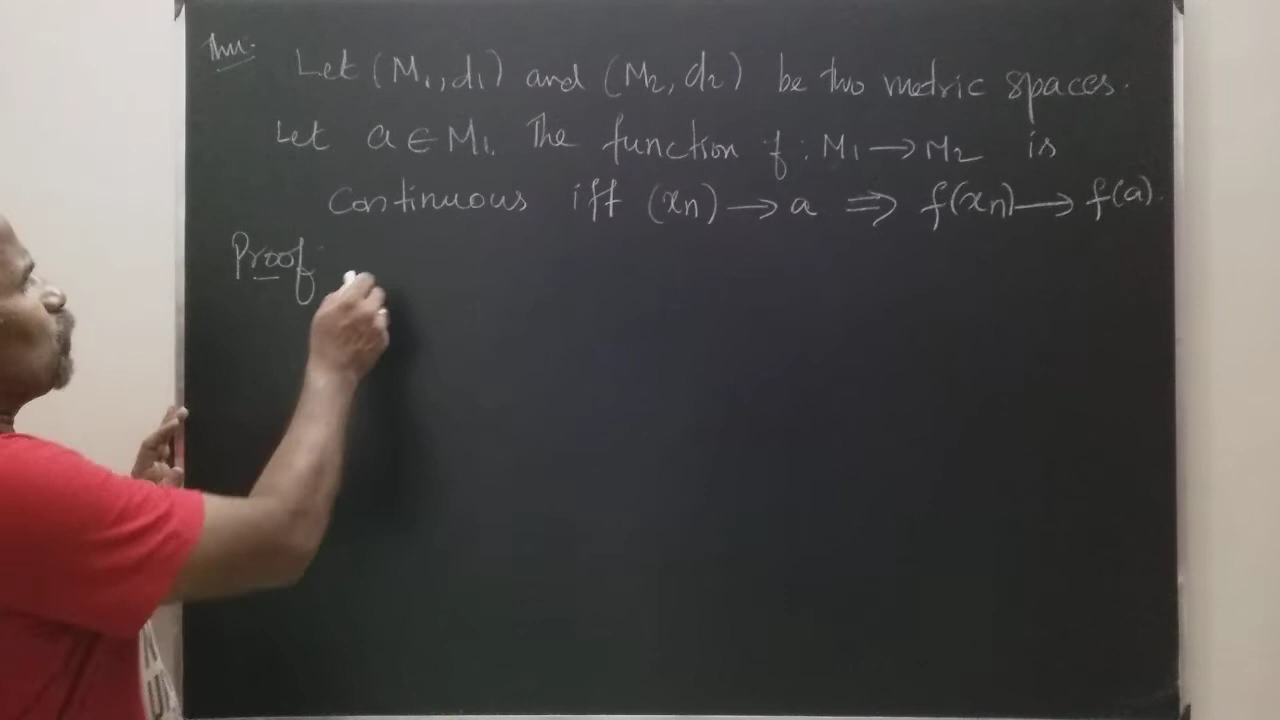 Thm.
Let (M₁, d₁) and (M₂, d₂) be two metric spaces.
Let a ∈ M₁. The function f : M₁ → M₂ is
continuous iff (xₙ) → a ⇒ f(xₙ) → f(a).
Proof: